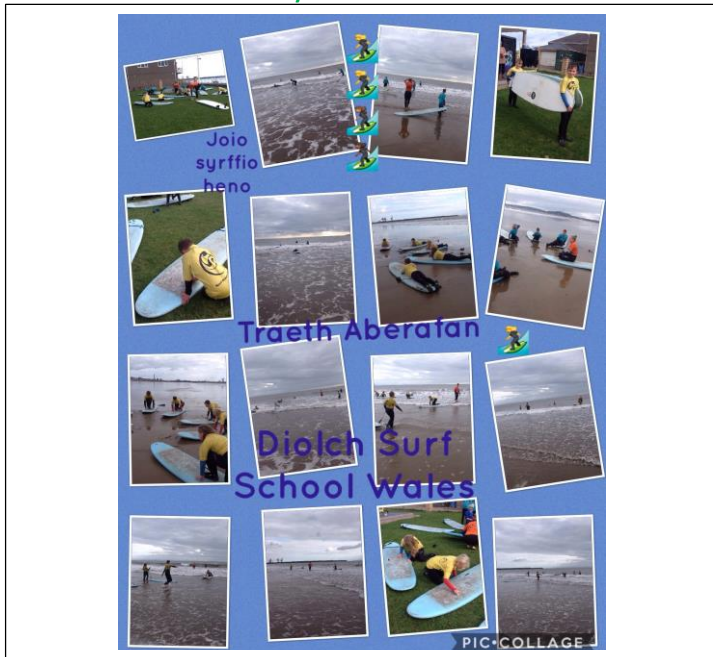 Joio
syrffio
heno
Traeth Aberafan
Diolch Surf
School Wales
PIC•COLLAGE